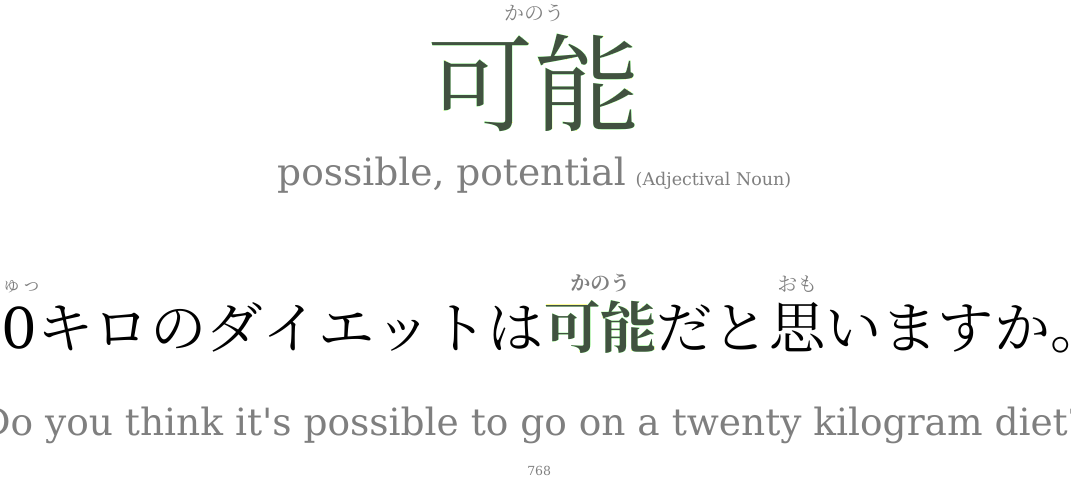 かのう
可能
possible, potential (Adjectival Noun)
ゅっ かのう おも
0キロのダイエットは可能だと思いますか。
Do you think it's possible to go on a twenty kilogram diet?
768